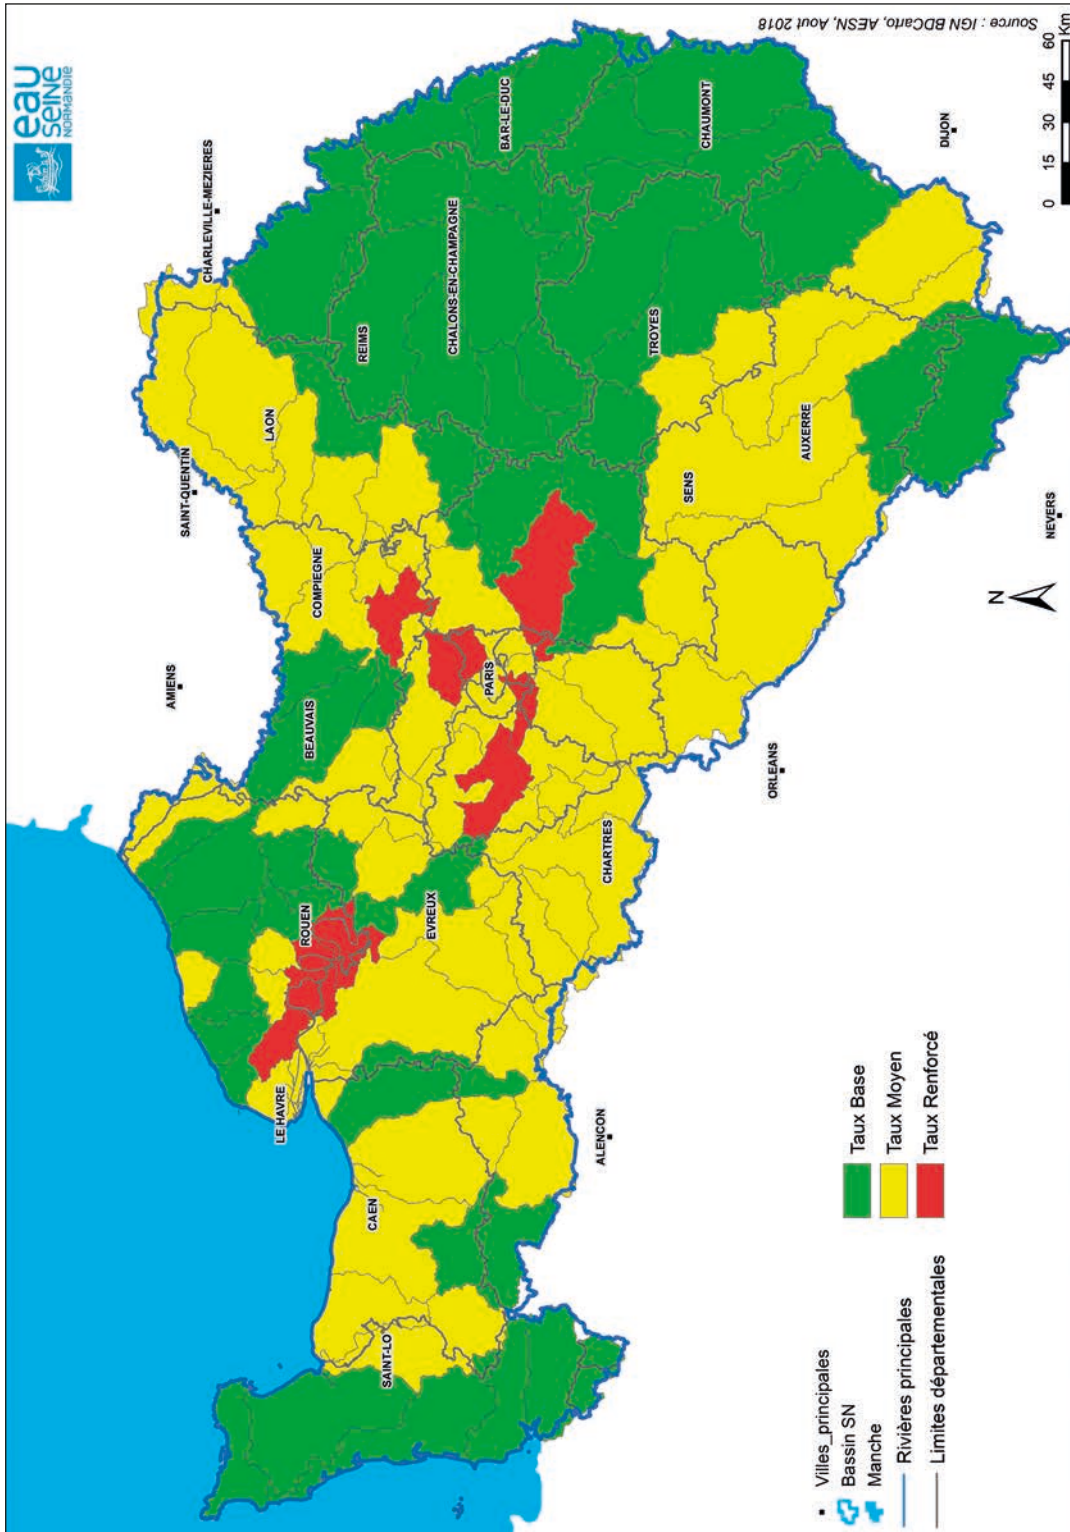 eau
SEINE
NORMANDIE
CHARLEVILLE-MEZIERES
SAINT-QUENTIN
AMIENS
LAON
COMPIEGNE
BEAUVAIS
REIMS
BAR-LE-DUC
CHALONS-EN-CHAMPAGNE
ROUEN
LE HAVRE
PARIS
EVREUX
CAEN
SAINT-LO
TROYES
CHAUMONT
SENS
CHARTRES
AUXERRE
ALENCON
ORLEANS
DIJON
NEVERS
N
Villes_principales
Bassin SN
Manche
Rivières principales
Limites départementales
Taux Base
Taux Moyen
Taux Renforcé
0 15 30 45 60
Km
Source : IGN BDCarto, AESN, Aout 2018